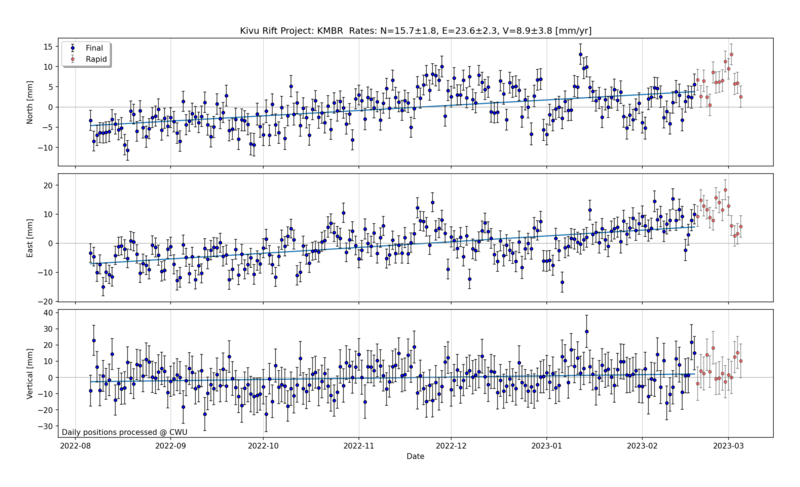 Kivu Rift Project: KMBR  Rates: N=15.7±1.8, E=23.6±2.3, V=8.9±3.8 [mm/yr]
Final
Rapid
North [mm]
15
10
5
0
−5
−10
East [mm]
20
10
0
−10
−20
Vertical [mm]
40
30
20
10
0
−10
−20
−30
Daily positions processed @ CWU
2022-08 2022-09 2022-10 2022-11 2022-12 2023-01 2023-02 2023-03
Date